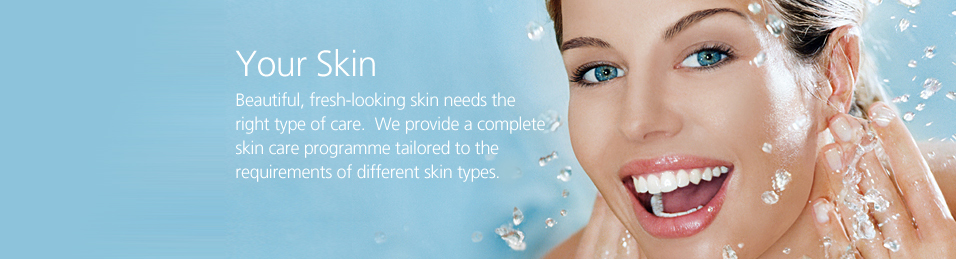 Your Skin
Beautiful, fresh-looking skin needs the
right type of care.  We provide a complete
skin care programme tailored to the
requirements of different skin types.